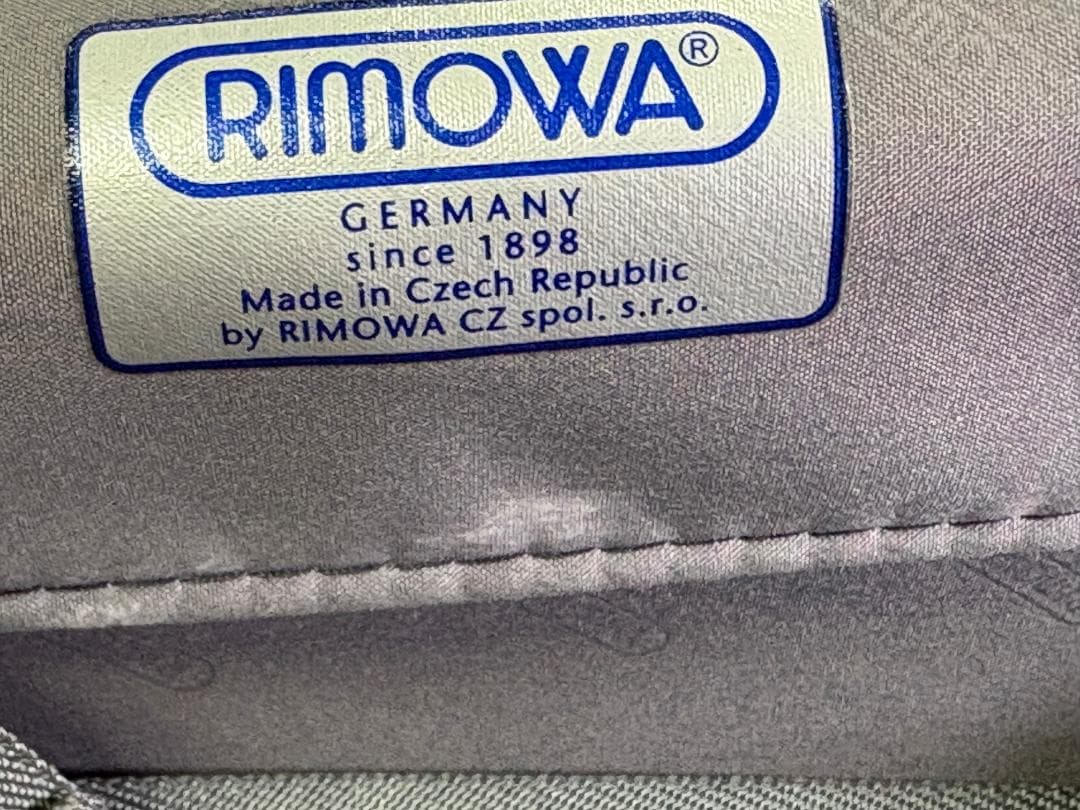 RIMOWA®
GERMANY
since 1898
Made in Czech Republic
by RIMOWA CZ spol. s.r.o.